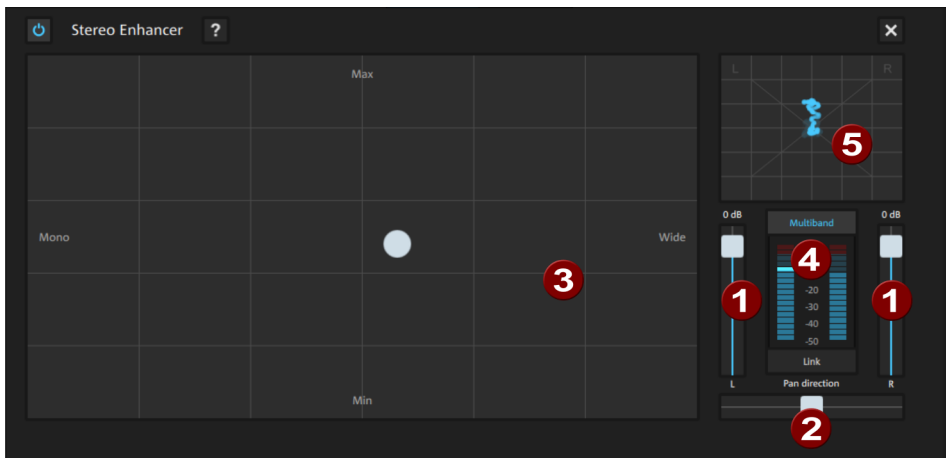 Stereo Enhancer ?
Max
Mono
Wide
Min
3
L R
5
0 dB
Multiband
0 dB
4
-20
-30
-40
-50
1
1
Link
L
Pan direction
R
2